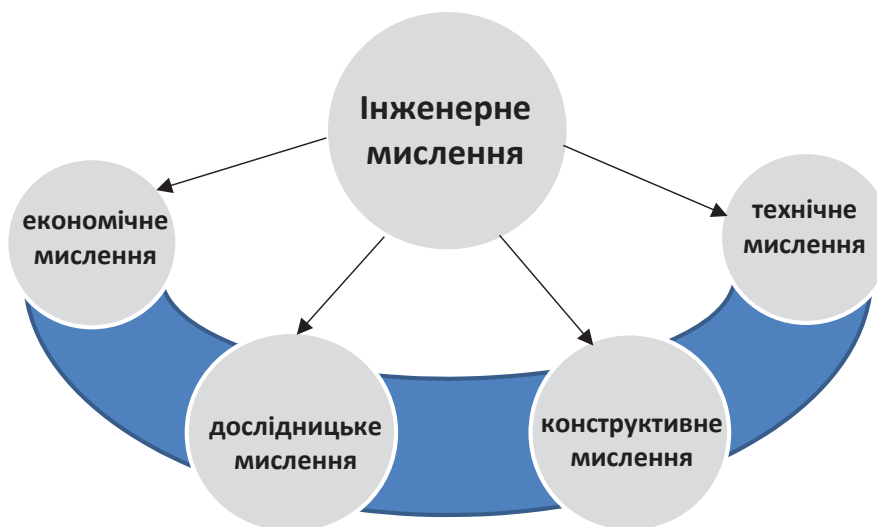 Інженерне
мислення
економічне
мислення
технічне
мислення
дослідницьке
мислення
конструктивне
мислення